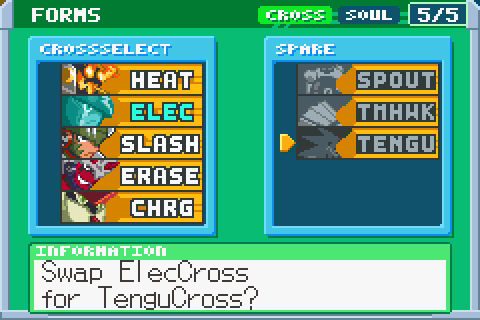 FORMS
CROSS SOUL 5/5
CROSSSELECT
HEAT
ELEC
SLASH
ERASE
CHRG
SPARE
SPOUT
TMHWK
TENGU
INFORMATION
Swap ElecCross
for TenguCross?